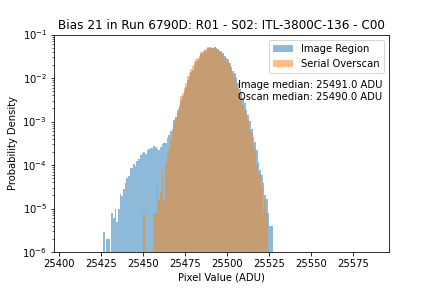 Bias 21 in Run 6790D: R01 - S02: ITL-3800C-136 - C00
Image Region
Serial Overscan
Image median: 25491.0 ADU
Oscan median: 25490.0 ADU
Probability Density
10⁻¹
10⁻²
10⁻³
10⁻⁴
10⁻⁵
10⁻⁶
25400 25425 25450 25475 25500 25525 25550 25575
Pixel Value (ADU)